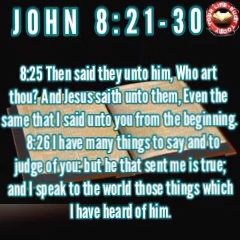 JOHN 8:21-30
8:25 Then said they unto him, Who art
thou? And Jesus saith unto them, Even the
same that I said unto you from the beginning.
8:26 I have many things to say and to
judge of you: but he that sent me is true;
and I speak to the world those things which
I have heard of him.